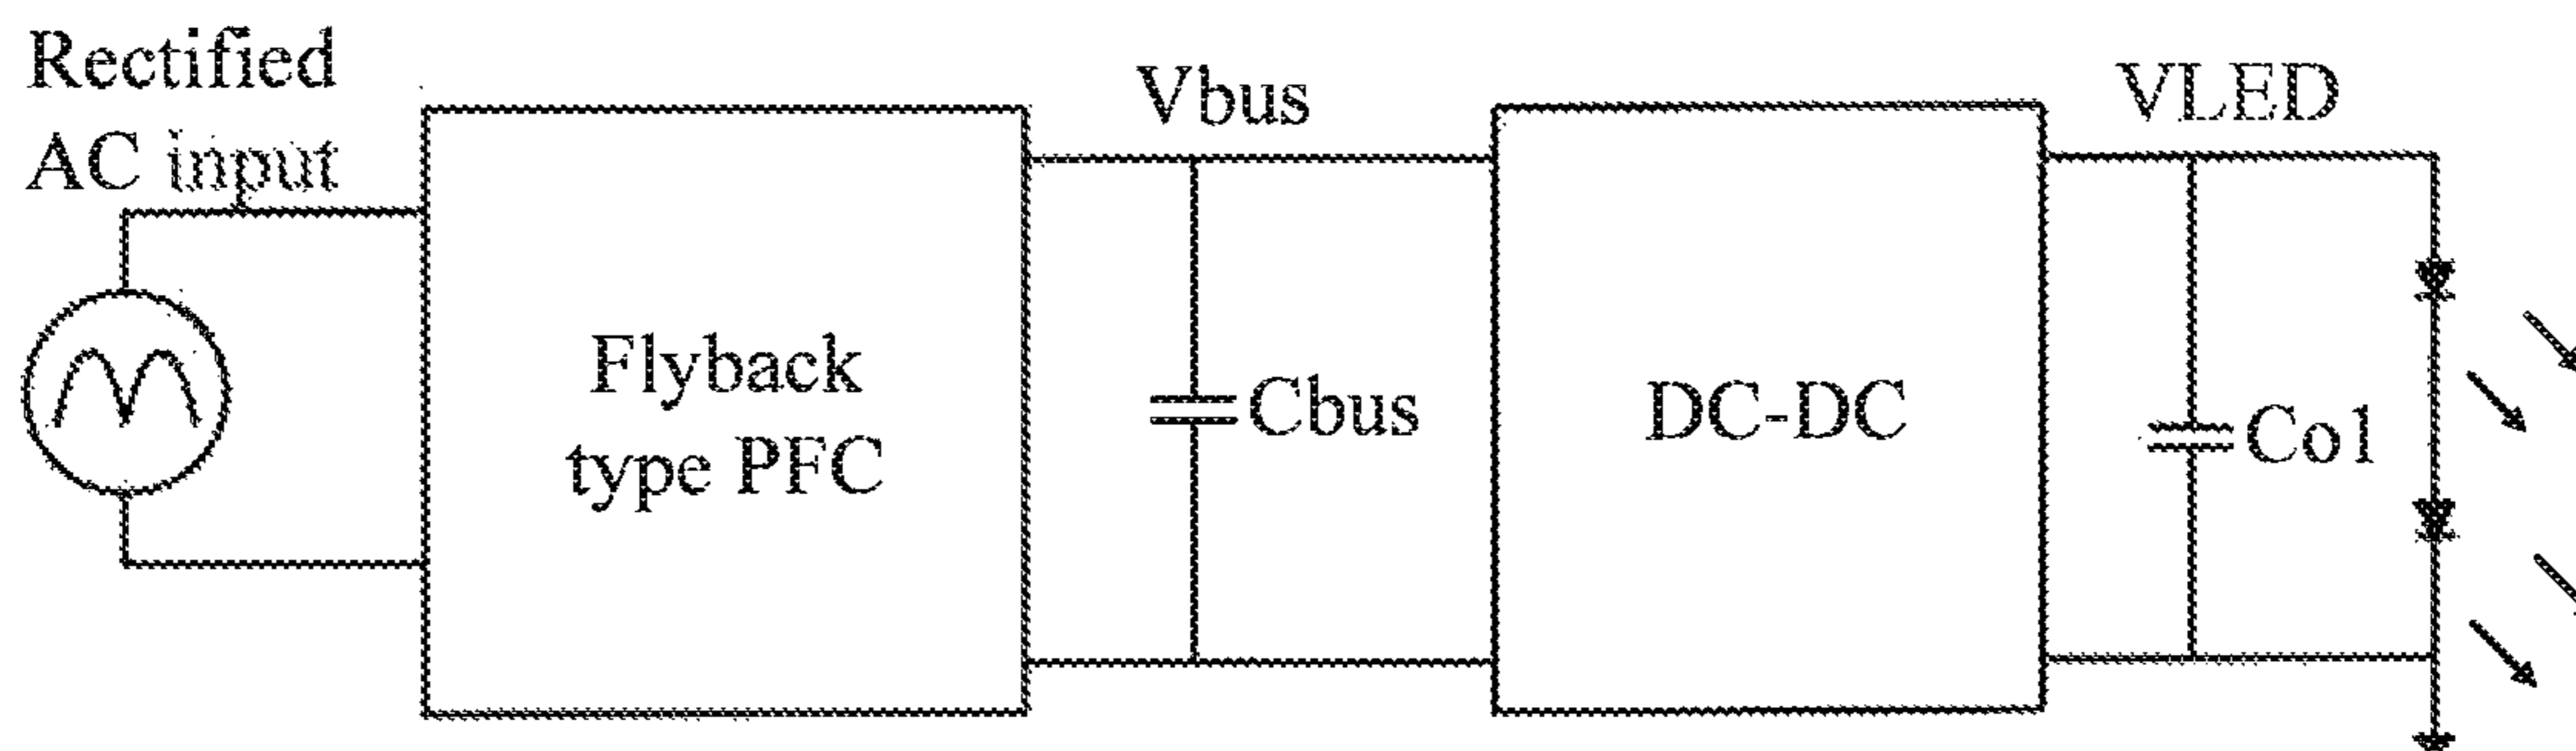 Rectified
AC input
Vbus
VLED
Flyback
type PFC
Cbus
DC-DC
Co1